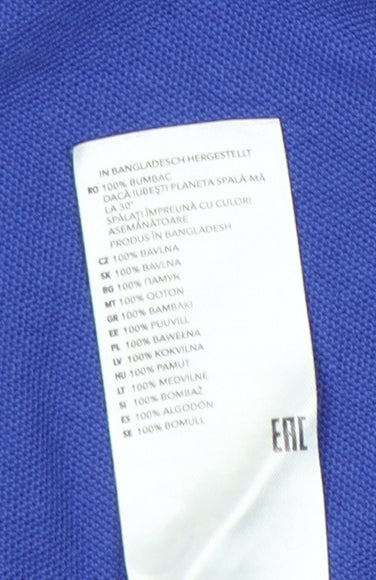 IN BANGLADESCH HERGESTELLT
RO 100% BUMBAC
DACĂ IUBEȘTI PLANETA SPALĂ-MĂ
LA 30°
SPĂLAȚI ÎMPREUNĂ CU CULORI
ASEMĂNĂTOARE
PRODUS ÎN BANGLADESH
CZ 100% BAVLNA
SK 100% BAVLNA
BG 100% ПАМУК
MT 100% QOTON
GR 100% BAMBAKI
EE 100% PUUVILL
PL 100% BAWEŁNA
LV 100% KOKVILNA
HU 100% PAMUT
LT 100% MEDVILNE
SI 100% BOMBAŽ
ES 100% ALGODÓN
SE 100% BOMULL
EAC